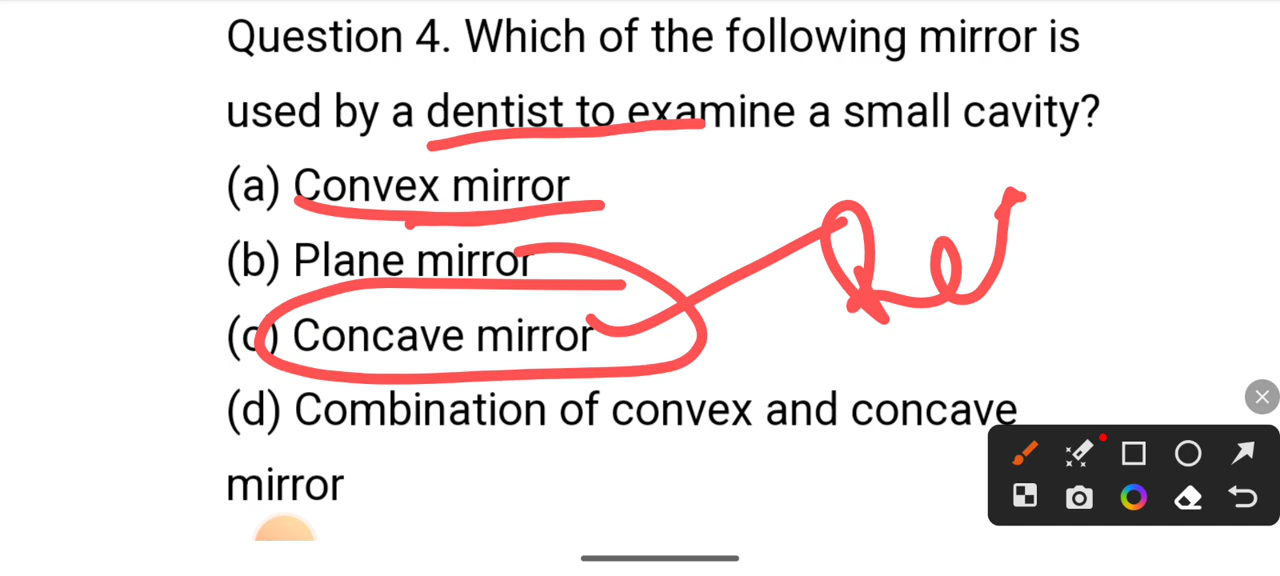 Question 4. Which of the following mirror is
used by a dentist to examine a small cavity?
(a) Convex mirror
(b) Plane mirror
(c) Concave mirror
(d) Combination of convex and concave
mirror